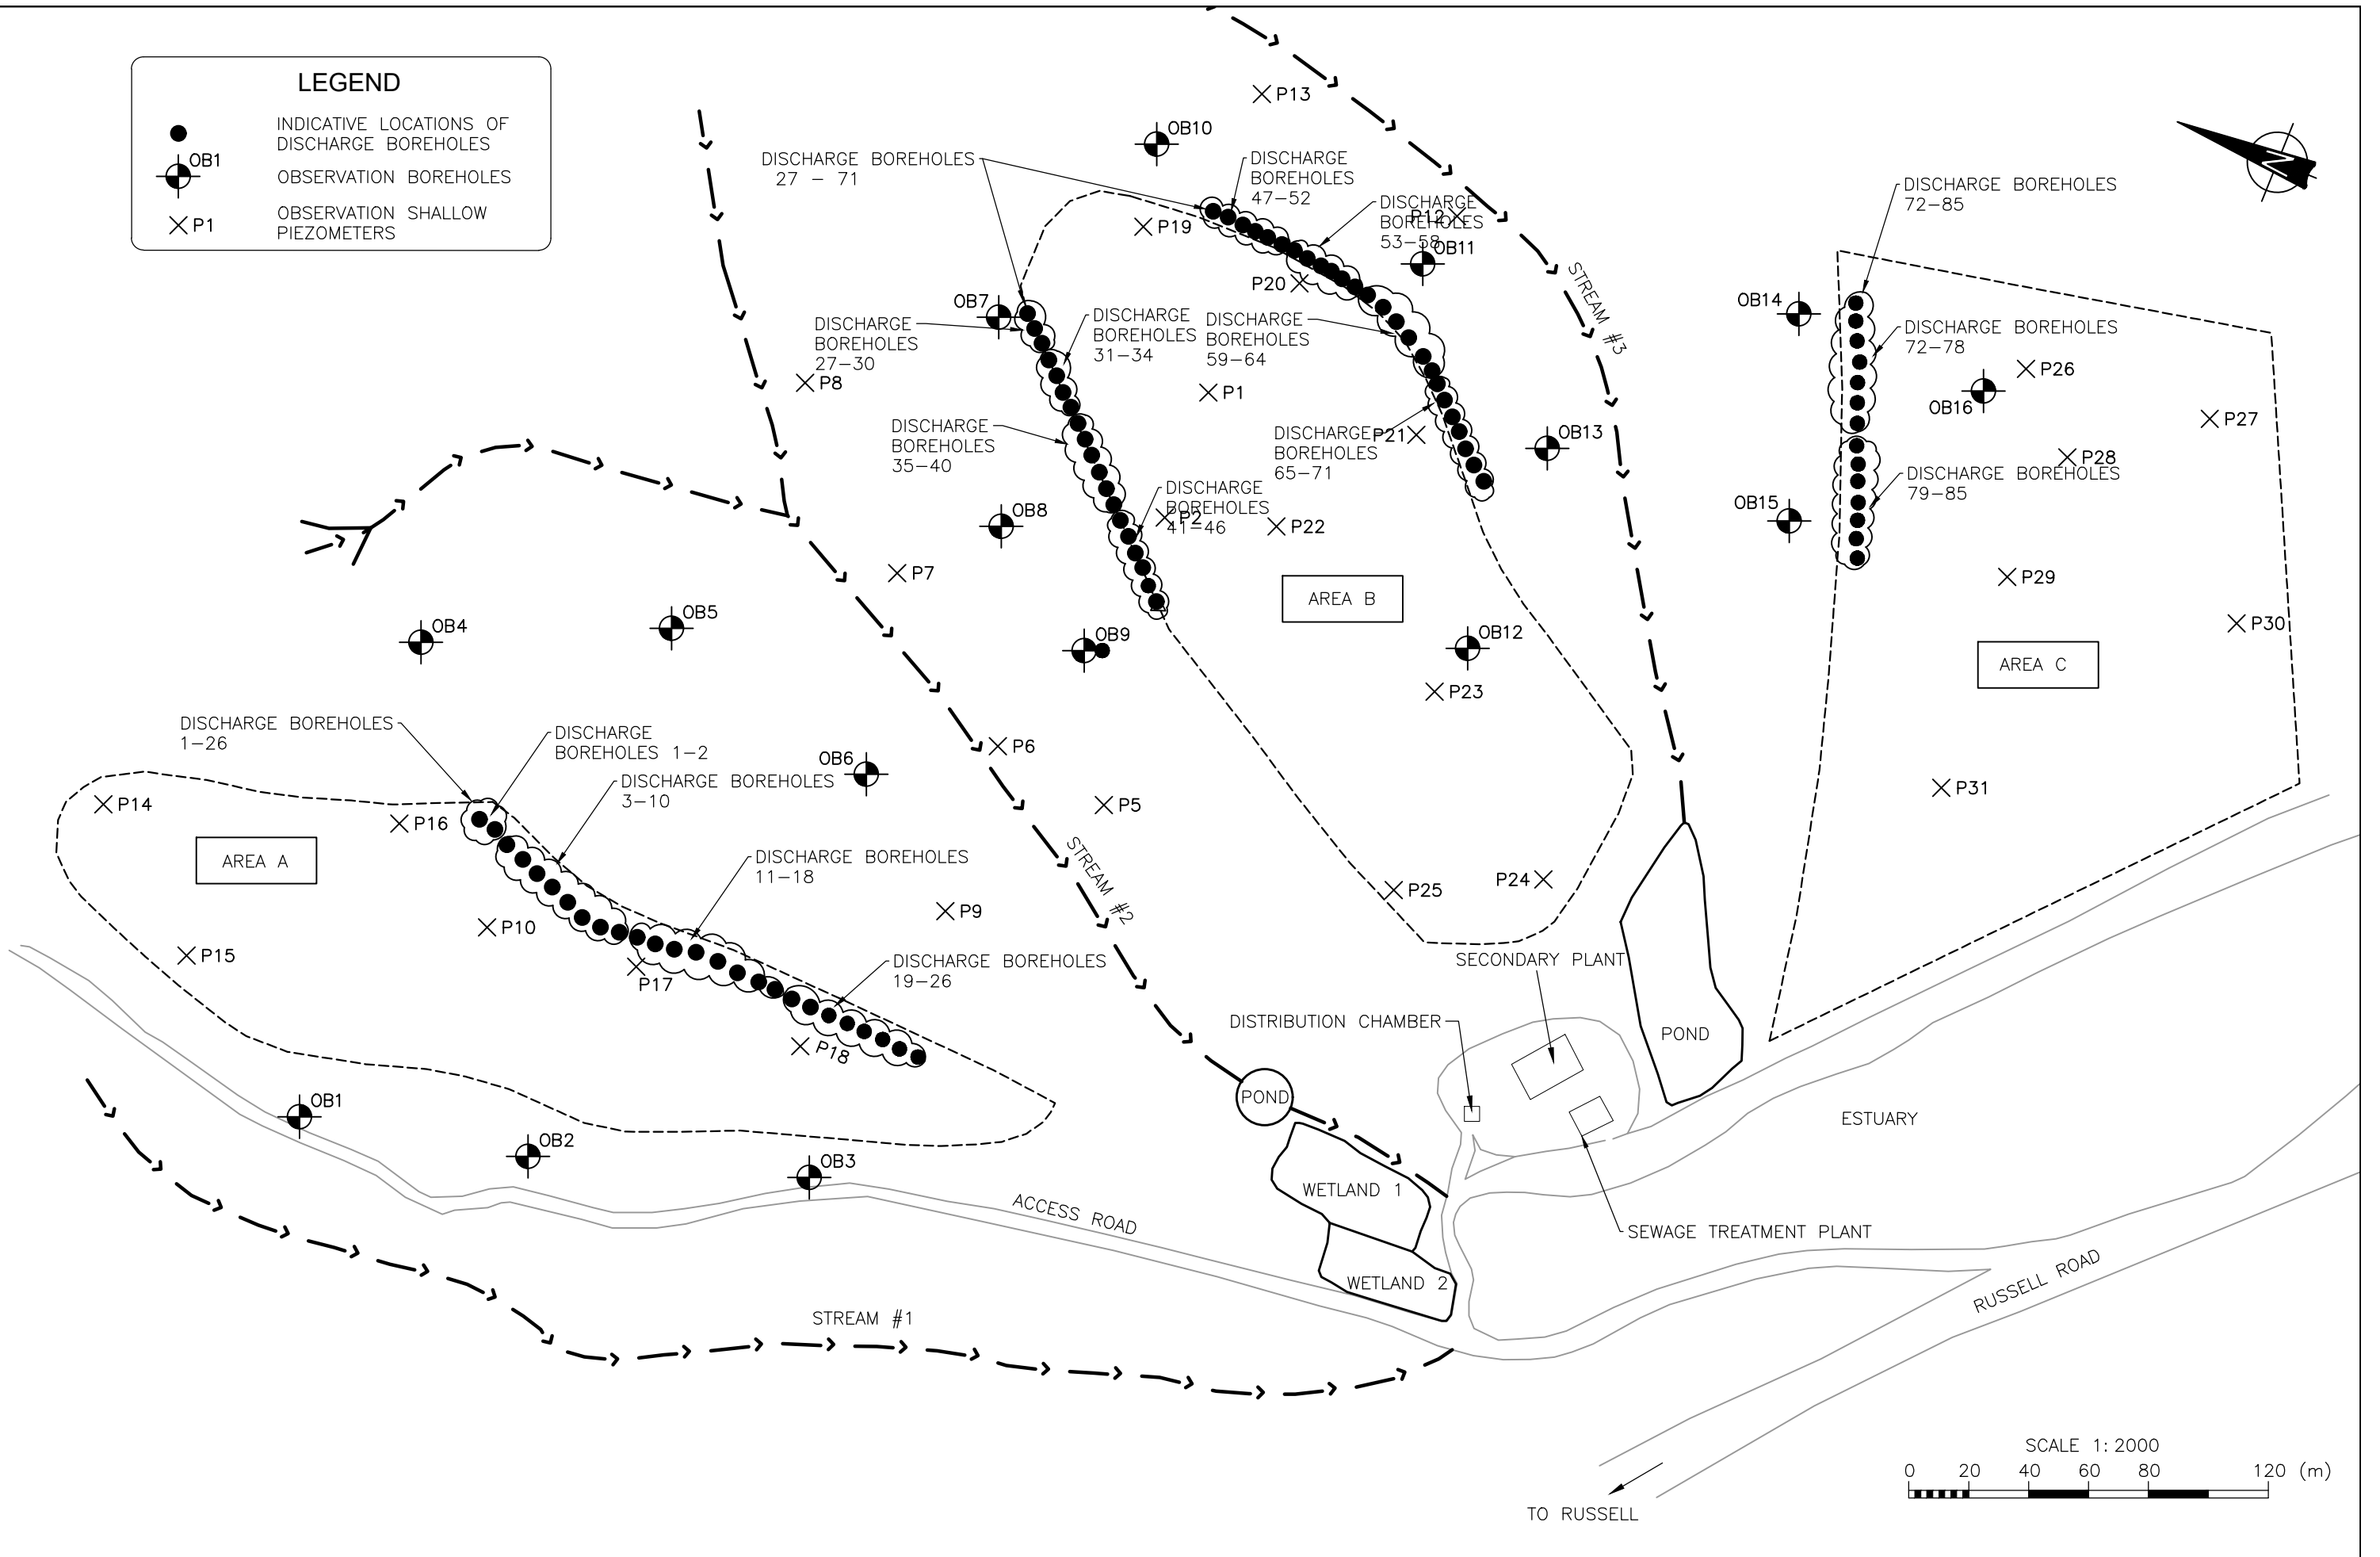 LEGEND
INDICATIVE LOCATIONS OF
DISCHARGE BOREHOLES
OB1
OBSERVATION BOREHOLES
P1
OBSERVATION SHALLOW
PIEZOMETERS
P13
OB10
DISCHARGE BOREHOLES
27 - 71
DISCHARGE
BOREHOLES
47-52
DISCHARGE
BOREHOLES
53-58
P12
P19
OB11
N
DISCHARGE BOREHOLES
72-85
P20
STREAM #3
OB7
OB14
DISCHARGE
BOREHOLES
27-30
DISCHARGE
BOREHOLES
31-34
DISCHARGE
BOREHOLES
59-64
DISCHARGE BOREHOLES
72-78
P8
P1
P26
OB16
P27
DISCHARGE
BOREHOLES
35-40
DISCHARGE
BOREHOLES
65-71
P21
OB13
P28
DISCHARGE BOREHOLES
79-85
DISCHARGE
BOREHOLES
41-46
P2
P22
OB8
OB15
P7
P29
AREA B
OB4
OB5
OB9
OB12
P30
AREA C
P23
DISCHARGE BOREHOLES
1-26
DISCHARGE
BOREHOLES 1-2
DISCHARGE BOREHOLES
3-10
OB6
P6
P5
P31
P14
P16
AREA A
DISCHARGE BOREHOLES
11-18
STREAM #2
P25
P24
P9
P10
P15
P17
DISCHARGE BOREHOLES
19-26
P18
SECONDARY PLANT
DISTRIBUTION CHAMBER
POND
POND
ESTUARY
OB1
OB2
OB3
WETLAND 1
ACCESS ROAD
SEWAGE TREATMENT PLANT
WETLAND 2
RUSSELL ROAD
STREAM #1
SCALE 1:2000
0 20 40 60 80 120 (m)
TO RUSSELL